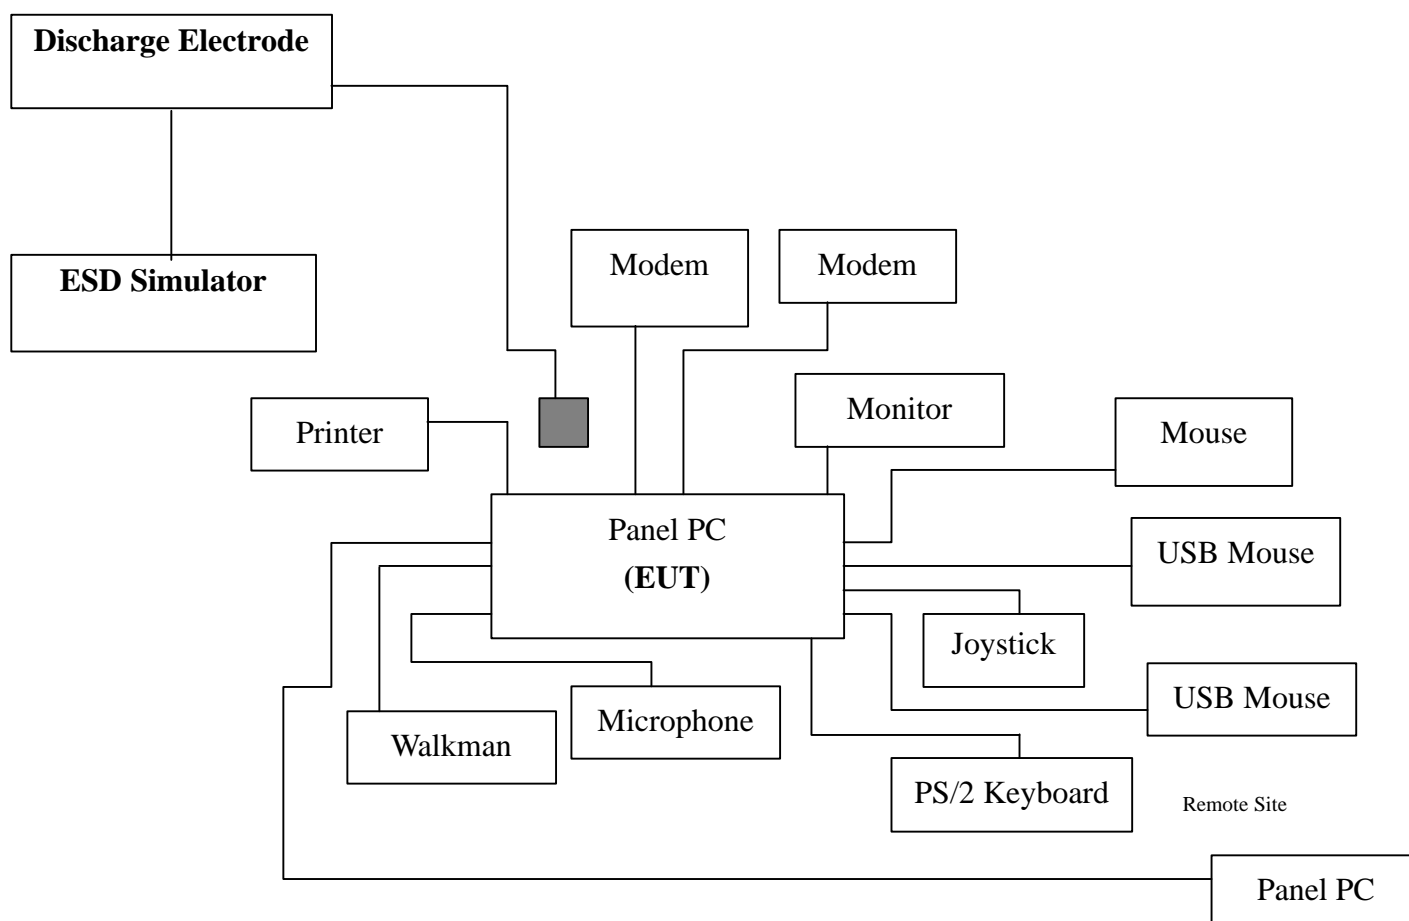 Discharge Electrode
ESD Simulator
Modem
Modem
Printer
Monitor
Mouse
Panel PC
(EUT)
USB Mouse
Joystick
USB Mouse
Microphone
Walkman
PS/2 Keyboard
Remote Site
Panel PC